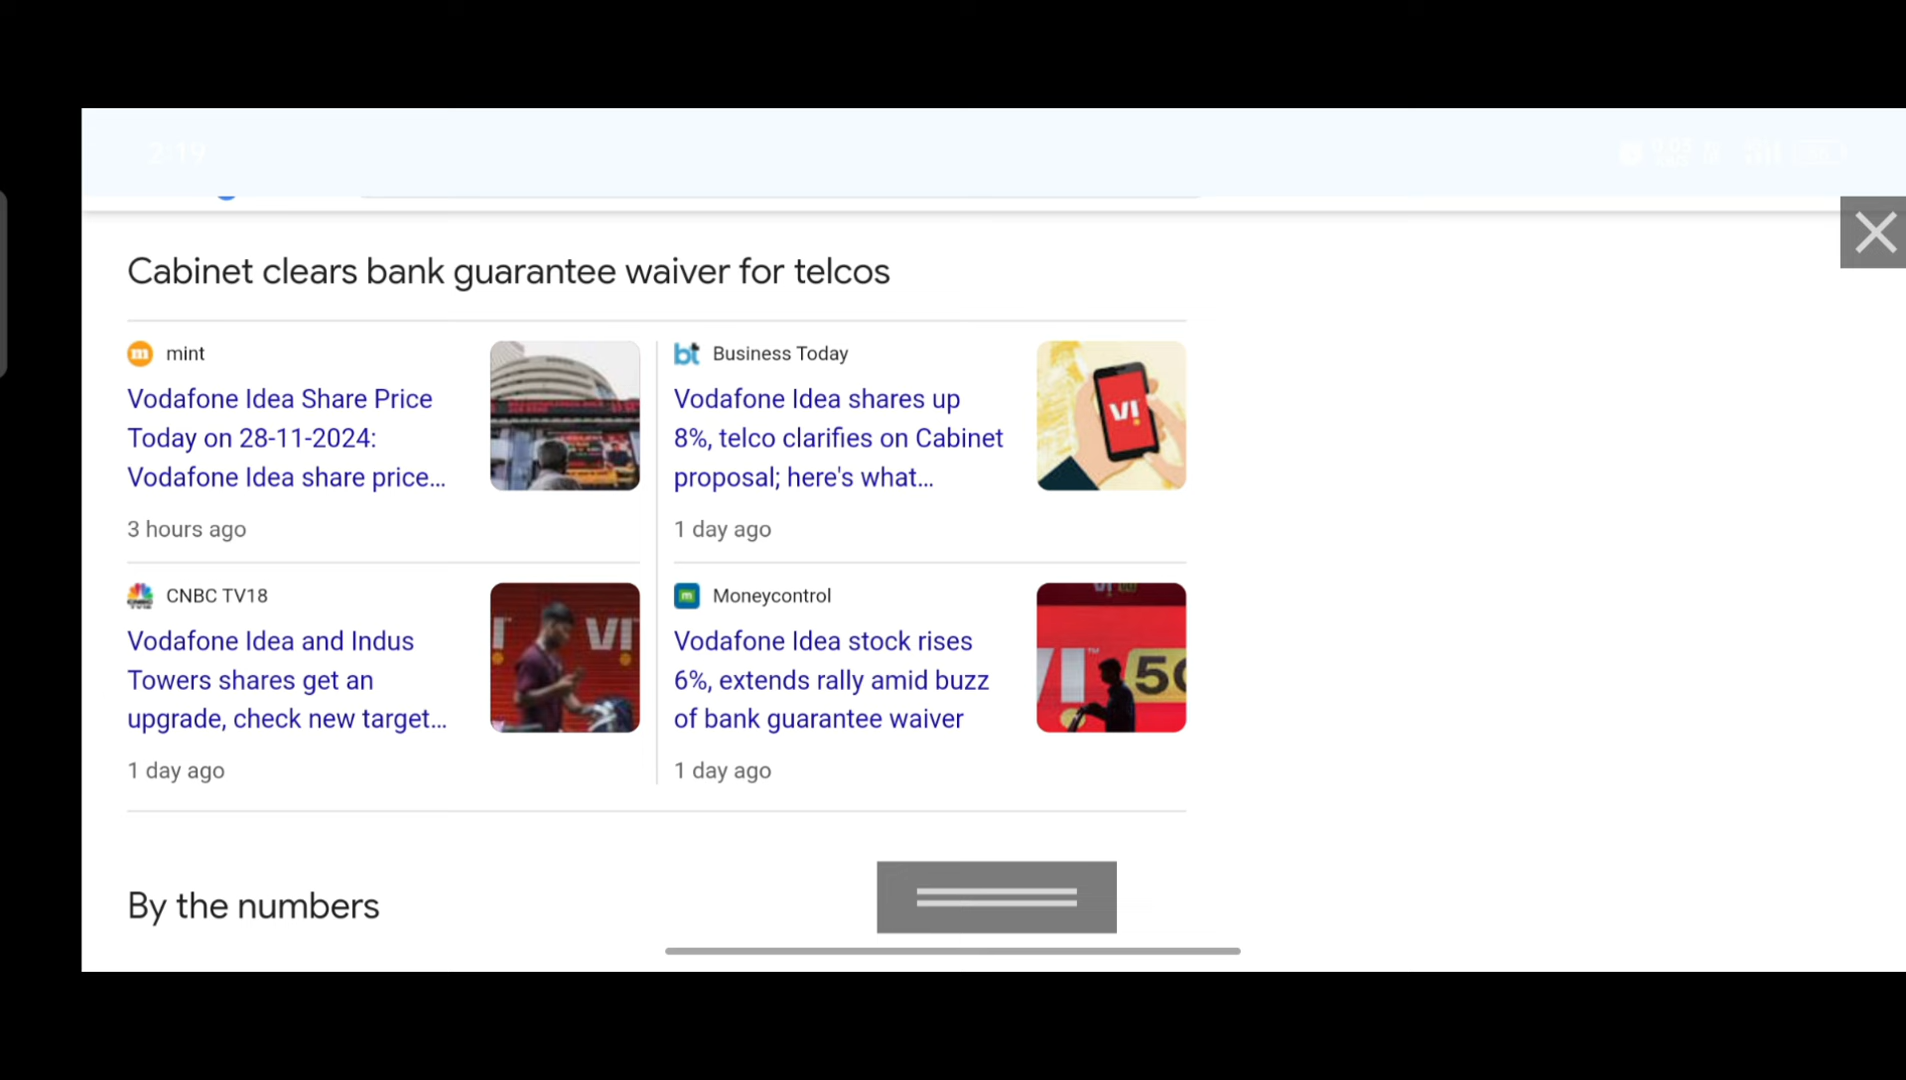 2:19
Cabinet clears bank guarantee waiver for telcos
mint
Vodafone Idea Share Price
Today on 28-11-2024:
Vodafone Idea share price...
3 hours ago
Business Today
Vodafone Idea shares up
8%, telco clarifies on Cabinet
proposal; here's what...
1 day ago
VI
CNBC TV18
Vodafone Idea and Indus
Towers shares get an
upgrade, check new target...
1 day ago
VI
Moneycontrol
Vodafone Idea stock rises
6%, extends rally amid buzz
of bank guarantee waiver
1 day ago
By the numbers